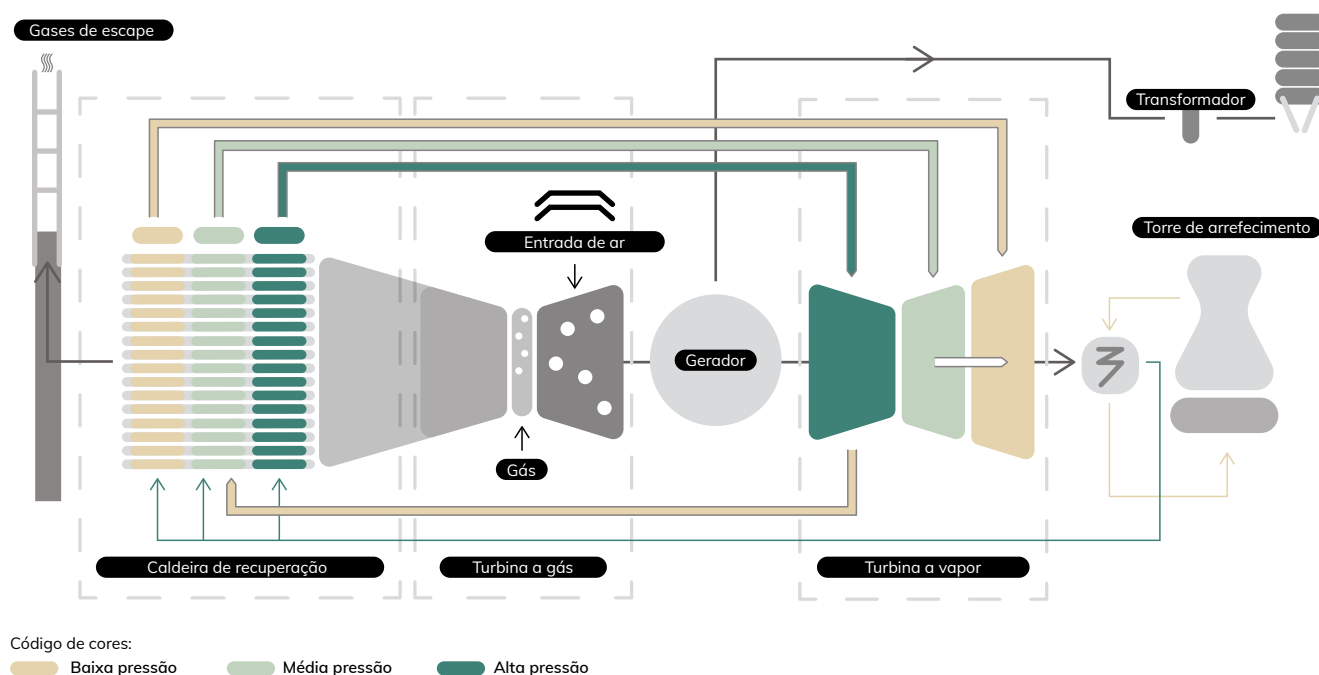 Gases de escape
Transformador
Torre de arrefecimento
Entrada de ar
Gerador
Gás
Caldeira de recuperação
Turbina a gás
Turbina a vapor
Código de cores:
Baixa pressão
Média pressão
Alta pressão